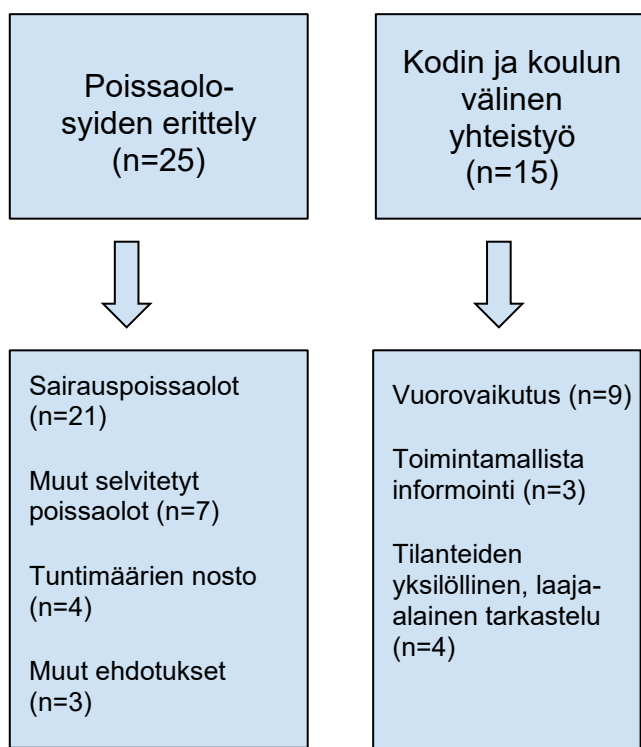 Poissaolo-
syiden erittely
(n=25)
Kodin ja koulun
välinen
yhteistyö
(n=15)
Sairauspoissaolot
(n=21)
Muut selvitetyt
poissaolot (n=7)
Tuntimäärien nosto
(n=4)
Muut ehdotukset
(n=3)
Vuorovaikutus (n=9)
Toimintamallista
informointi (n=3)
Tilanteiden
yksilöllinen, laaja-
alainen tarkastelu
(n=4)